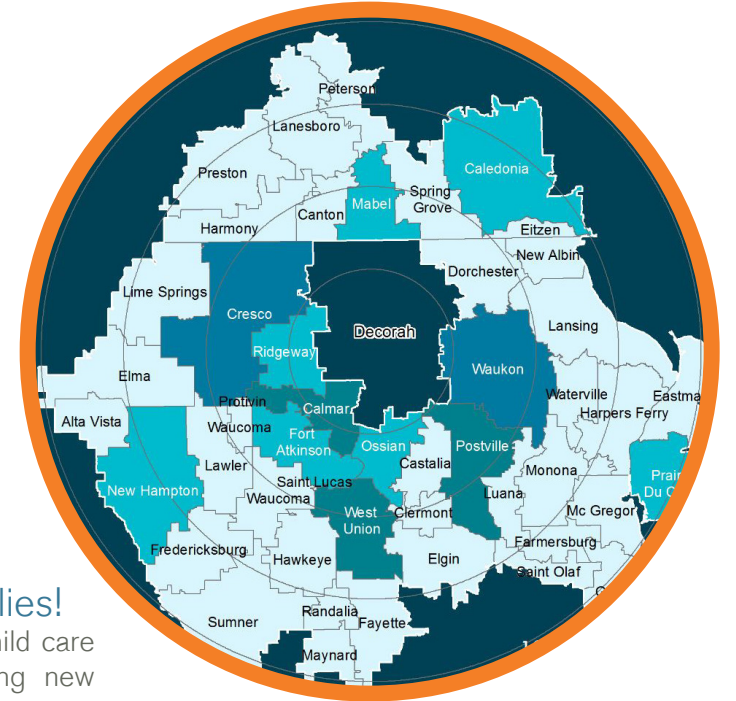 Peterson
Lanesboro
Caledonia
Preston
Spring
Grove
Mabel
Canton
Harmony
Eitzen
New Albin
Dorchester
Lime Springs
Cresco
Lansing
Decorah
Ridgeway
Waukon
Elma
Waterville
Eastma
Protivin
Calmar
Harpers Ferry
Alta Vista
Waucoma
Fort
Atkinson
Ossian
Postville
Castalia
Lawler
Monona
Prair
Du C
Saint Lucas
New Hampton
Luana
Waucoma
West
Union
Clermont
Mc Gregor
Farmersburg
Fredericksburg
Hawkeye
Elgin
Saint Olaf
lies!
Randalia
Sumner
Fayette
ild care
Maynard
ng new